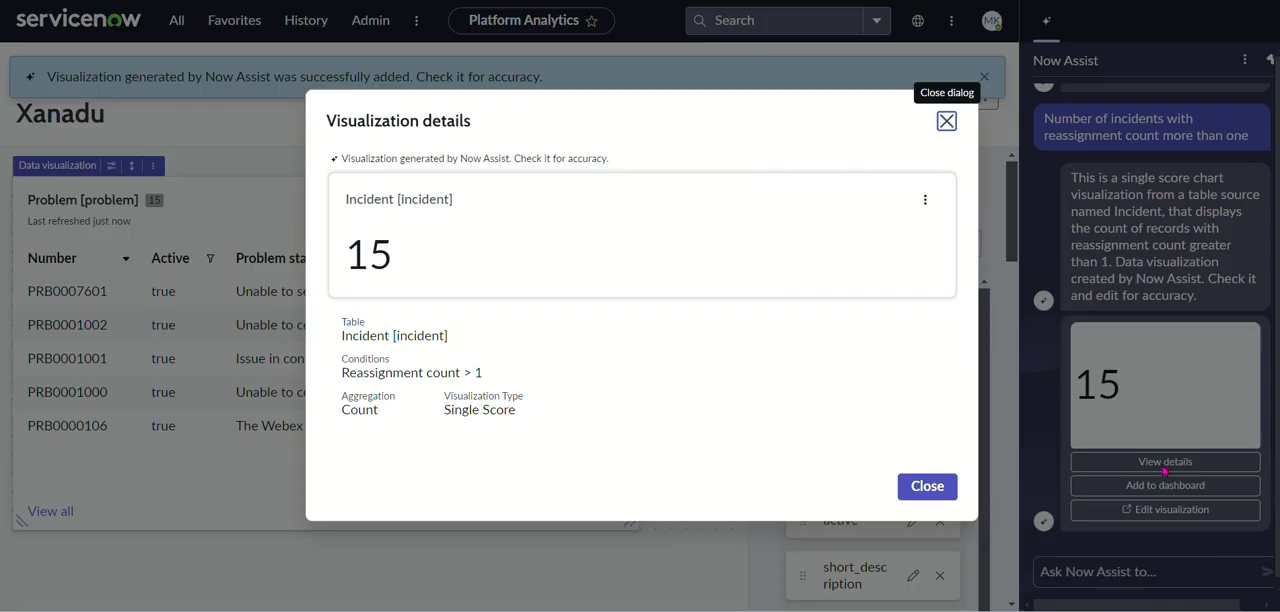 servicenow
All
Favorites
History
Admin
Platform Analytics
Search
MK
Visualization generated by Now Assist was successfully added. Check it for accuracy.
Xanadu
Data visualization
Problem [problem] 15
Last refreshed just now
Number
Active
Problem sta
PRB0007601
true
Unable to se
PRB0001002
true
Unable to co
PRB0001001
true
Issue in con
PRB0001000
true
Unable to co
PRB0000106
true
The Webex
View all
Close dialog
Visualization details
Visualization generated by Now Assist. Check it for accuracy.
Incident [incident]
15
Table
Incident [incident]
Conditions
Reassignment count > 1
Aggregation
Count
Visualization Type
Single Score
Close
active
short_desc
ription
Now Assist
Number of incidents with
reassignment count more than one
This is a single score chart
visualization from a table source
named Incident, that displays
the count of records with
reassignment count greater
than 1. Data visualization
created by Now Assist. Check it
and edit for accuracy.
15
View details
Add to dashboard
Edit visualization
Ask Now Assist to...